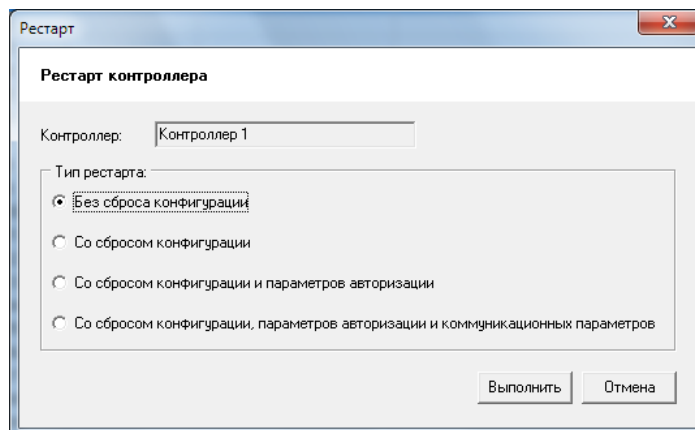 Рестарт
Рестарт контроллера
Контроллер: Контроллер 1
Тип рестарта:
Без сброса конфигурации
Со сбросом конфигурации
Со сбросом конфигурации и параметров авторизации
Со сбросом конфигурации, параметров авторизации и коммуникационных параметров
Выполнить Отмена